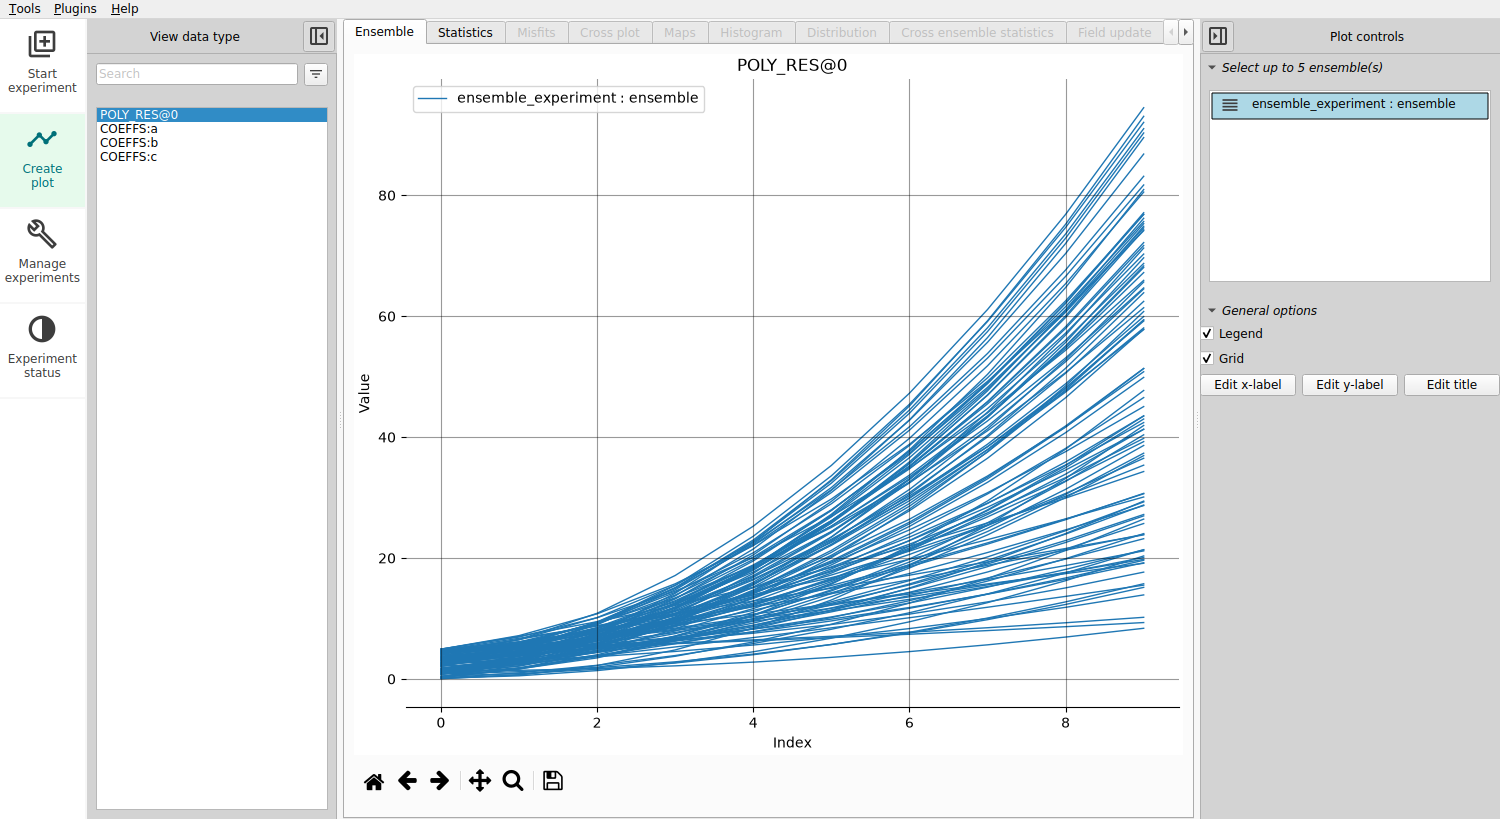 Tools Plugins Help
Start
experiment
Create
plot
Manage
experiments
Experiment
status
View data type
Search
POLY_RES@0
COEFFS:a
COEFFS:b
COEFFS:c
Ensemble Statistics Misfits Cross plot Maps Histogram Distribution Cross ensemble statistics Field update
POLY_RES@0
ensemble_experiment : ensemble
Value
80
60
40
20
0
0 2 4 6 8
Index
Plot controls
Select up to 5 ensemble(s)
ensemble_experiment : ensemble
General options
Legend
Grid
Edit x-label Edit y-label Edit title